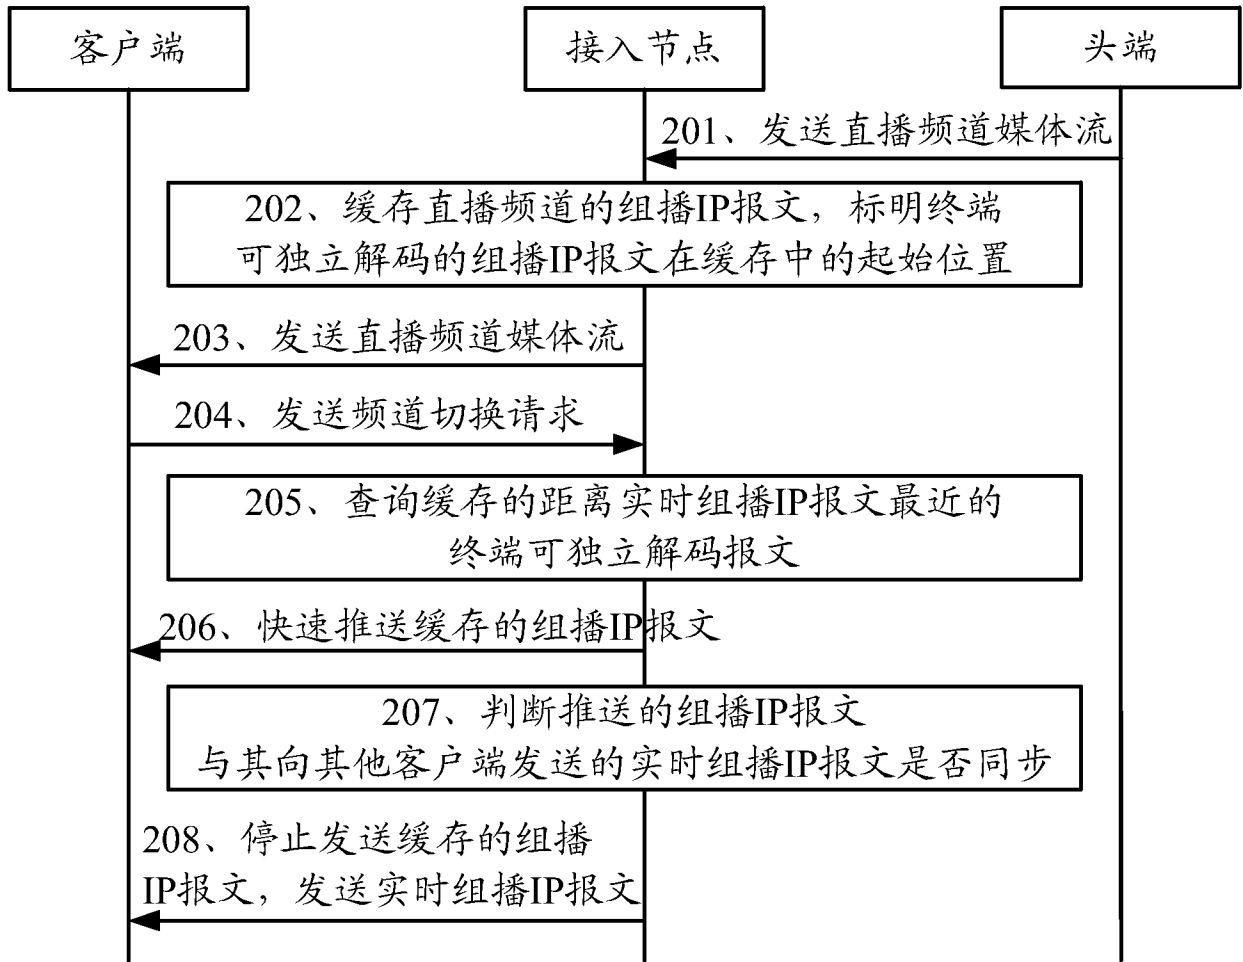 客户端
接入节点
头端
201、发送直播频道媒体流
202、缓存直播频道的组播IP报文，标明终端
可独立解码的组播IP报文在缓存中的起始位置
203、发送直播频道媒体流
204、发送频道切换请求
205、查询缓存的距离实时组播IP报文最近的
终端可独立解码报文
206、快速推送缓存的组播IP报文
207、判断推送的组播IP报文
与其向其他客户端发送的实时组播IP报文是否同步
208、停止发送缓存的组播
IP报文，发送实时组播IP报文